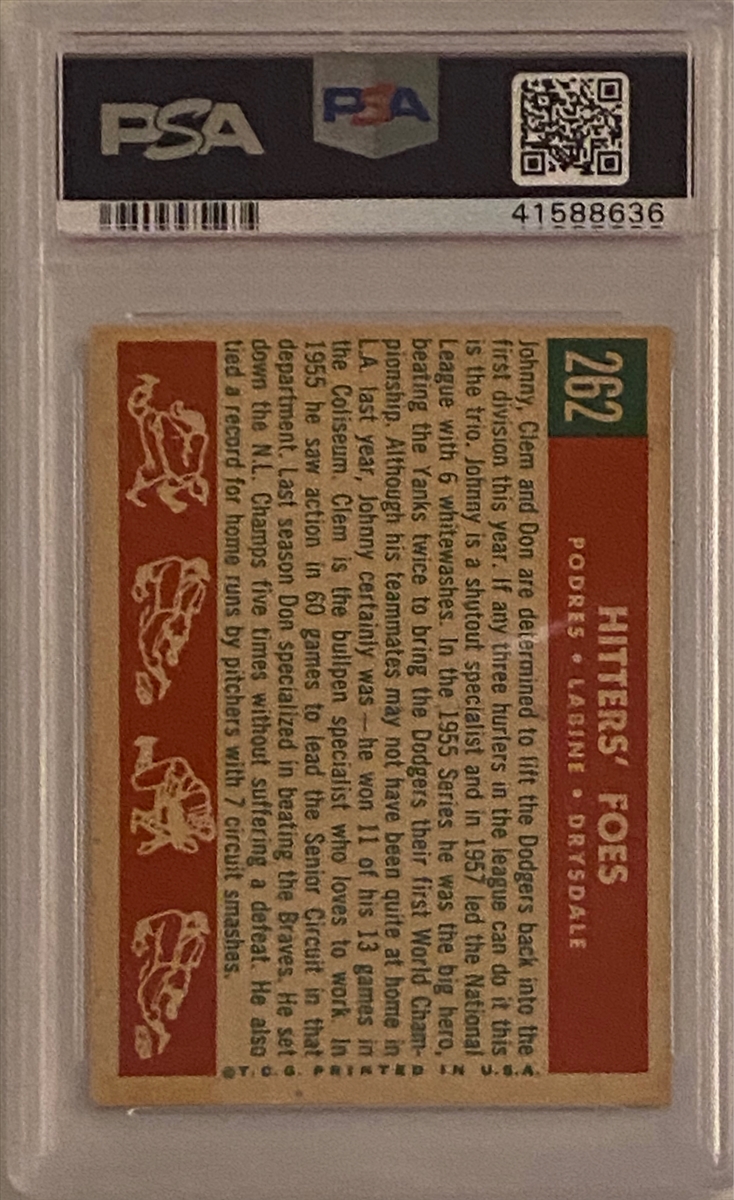 PSA
PSA
41588636
262
HITTERS' FOES
PODRES • LABINE • DRYSDALE
Johnny, Clem and Don are determined to lift the Dodgers back into the
first division this year. If any three hurlers in the league can do it this
is the trio. Johnny is a shutout specialist and in 1957 led the National
League with 6 whitewashes. In the 1955 Series he was the big hero,
beating the Yanks twice to bring the Dodgers their first World Cham-
pionship. Although his teammates may not have been quite at home in
L.A. last year, Johnny certainly was — he won 11 of his 13 games in
the Coliseum. Clem is the bullpen specialist who loves to work. In
1955 he saw action in 60 games to lead the Senior Circuit in that
department. Last season Don specialized in beating the Braves. He set
down the N.L. Champs five times without suffering a defeat. He also
tied a record for home runs by pitchers with 7 circuit smashes.
©T.C.G. PRINTED IN U.S.A.